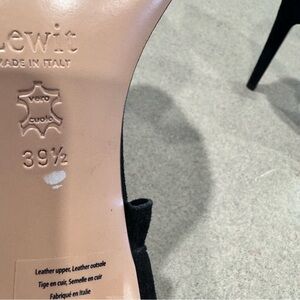 Lewit
MADE IN ITALY
vero
cuoio
39½
Leather upper, Leather outsole
Tige en cuir, Semelle en cuir
Fabriqué en Italie